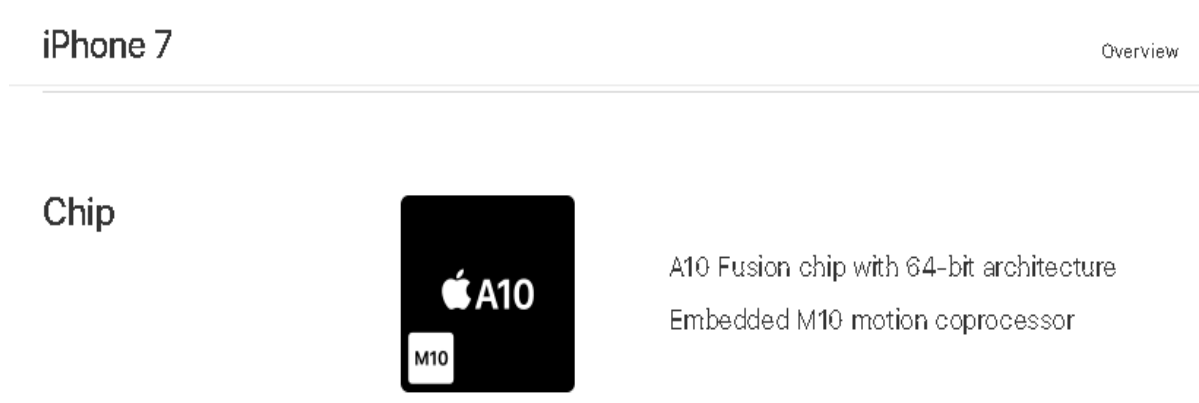 iPhone 7
Overview
Chip
A10
M10
A10 Fusion chip with 64-bit architecture
Embedded M10 motion coprocessor